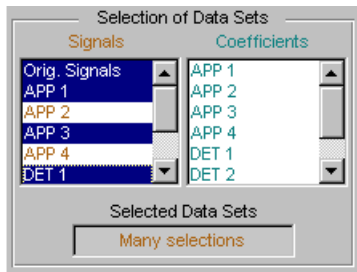 Selection of Data Sets
Signals Coefficients
Orig. Signals APP 1
APP 1 APP 2
APP 2 APP 3
APP 3 APP 4
APP 4 DET 1
DET 1 DET 2
Selected Data Sets
Many selections